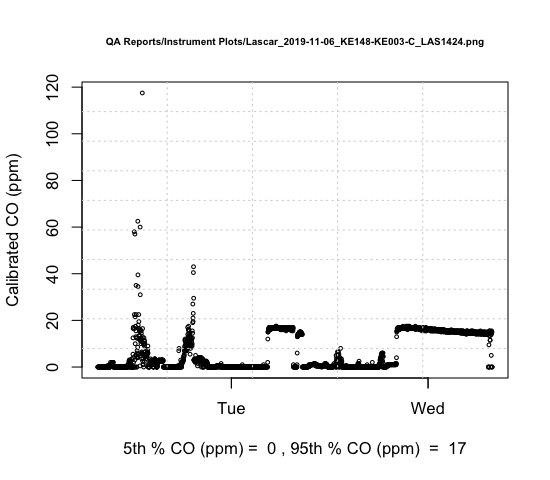 QA Reports/Instrument Plots/Lascar_2019-11-06_KE148-KE003-C_LAS1424.png
120
100
80
60
40
20
0
Calibrated CO (ppm)
Tue
Wed
5th % CO (ppm) = 0 , 95th % CO (ppm) = 17